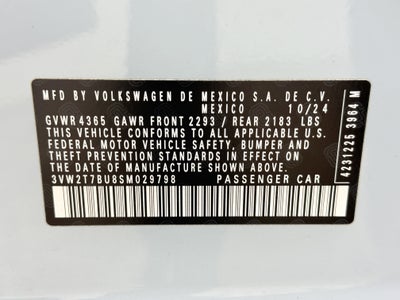 MFD BY VOLKSWAGEN DE MEXICO S.A. DE C.V.
MEXICO 10/24
GVWR 4365 GAWR FRONT 2293 / REAR 2183 LBS
THIS VEHICLE CONFORMS TO ALL APPLICABLE U.S.
FEDERAL MOTOR VEHICLE SAFETY, BUMPER AND
THEFT PREVENTION STANDARDS IN EFFECT ON THE
DATE OF MANUFACTURE SHOWN ABOVE.
3VW2T7BU8SM029798 PASSENGER CAR
4231225 3964 M